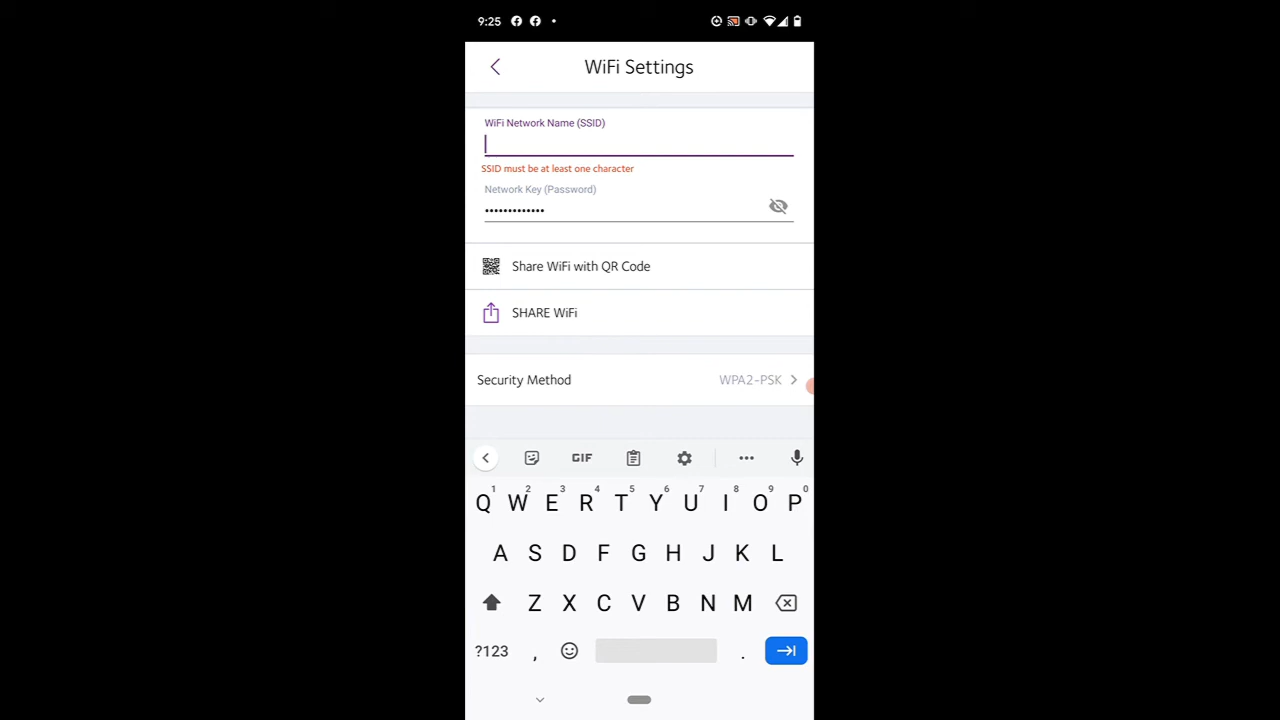 9:25
WiFi Settings
WiFi Network Name (SSID)
SSID must be at least one character
Network Key (Password)
•••••••••••••
Share WiFi with QR Code
SHARE WiFi
Security Method WPA2-PSK
GIF
1 2 3 4 5 6 7 8 9 0
Q W E R T Y U I O P
A S D F G H J K L
Z X C V B N M
?123 , .